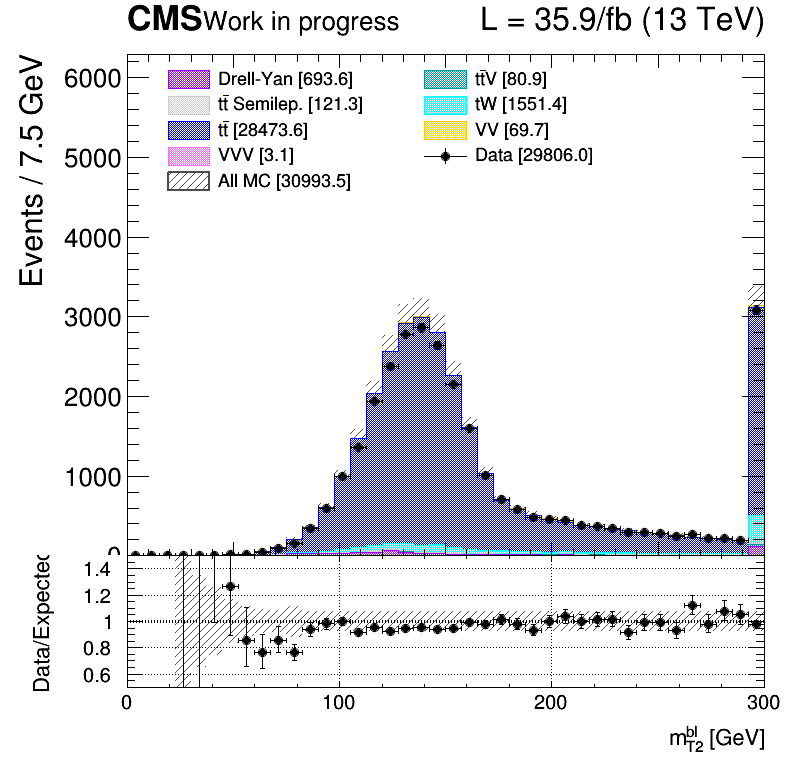 CMS Work in progress L = 35.9/fb (13 TeV)
Events / 7.5 GeV
6000
5000
4000
3000
2000
1000
0
Drell-Yan [693.6]
tt̄V [80.9]
tt̄ Semilep. [121.3]
tW [1551.4]
tt̄ [28473.6]
VV [69.7]
VVV [3.1]
Data [29806.0]
All MC [30993.5]
Data/Expected
1.4
1.2
1
0.8
0.6
0 100 200 300
m_{T2}^{bl} [GeV]